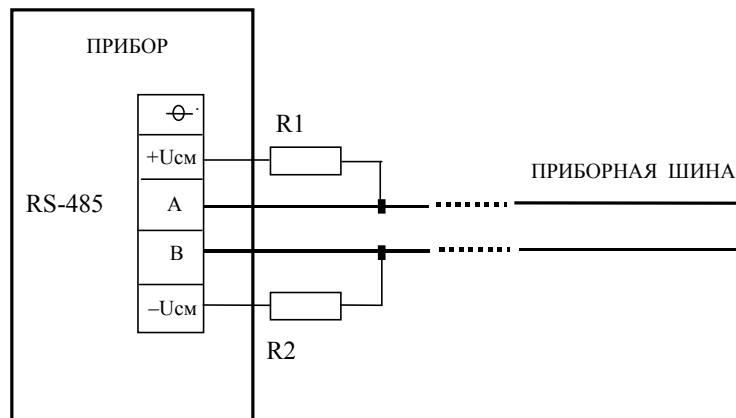 ПРИБОР
R1
+Uсм
ПРИБОРНАЯ ШИНА
RS-485
A
B
–Uсм
R2